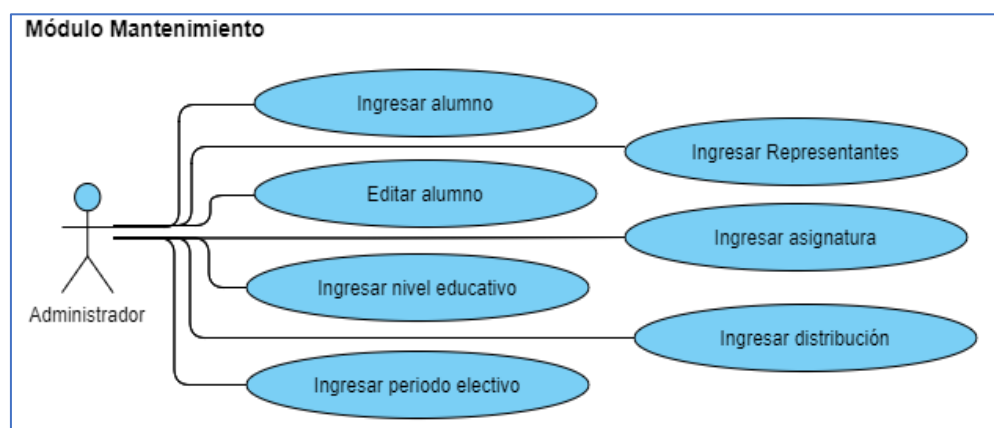 Módulo Mantenimiento
Ingresar alumno
Ingresar Representantes
Editar alumno
Ingresar asignatura
Ingresar nivel educativo
Administrador
Ingresar distribución
Ingresar periodo electivo